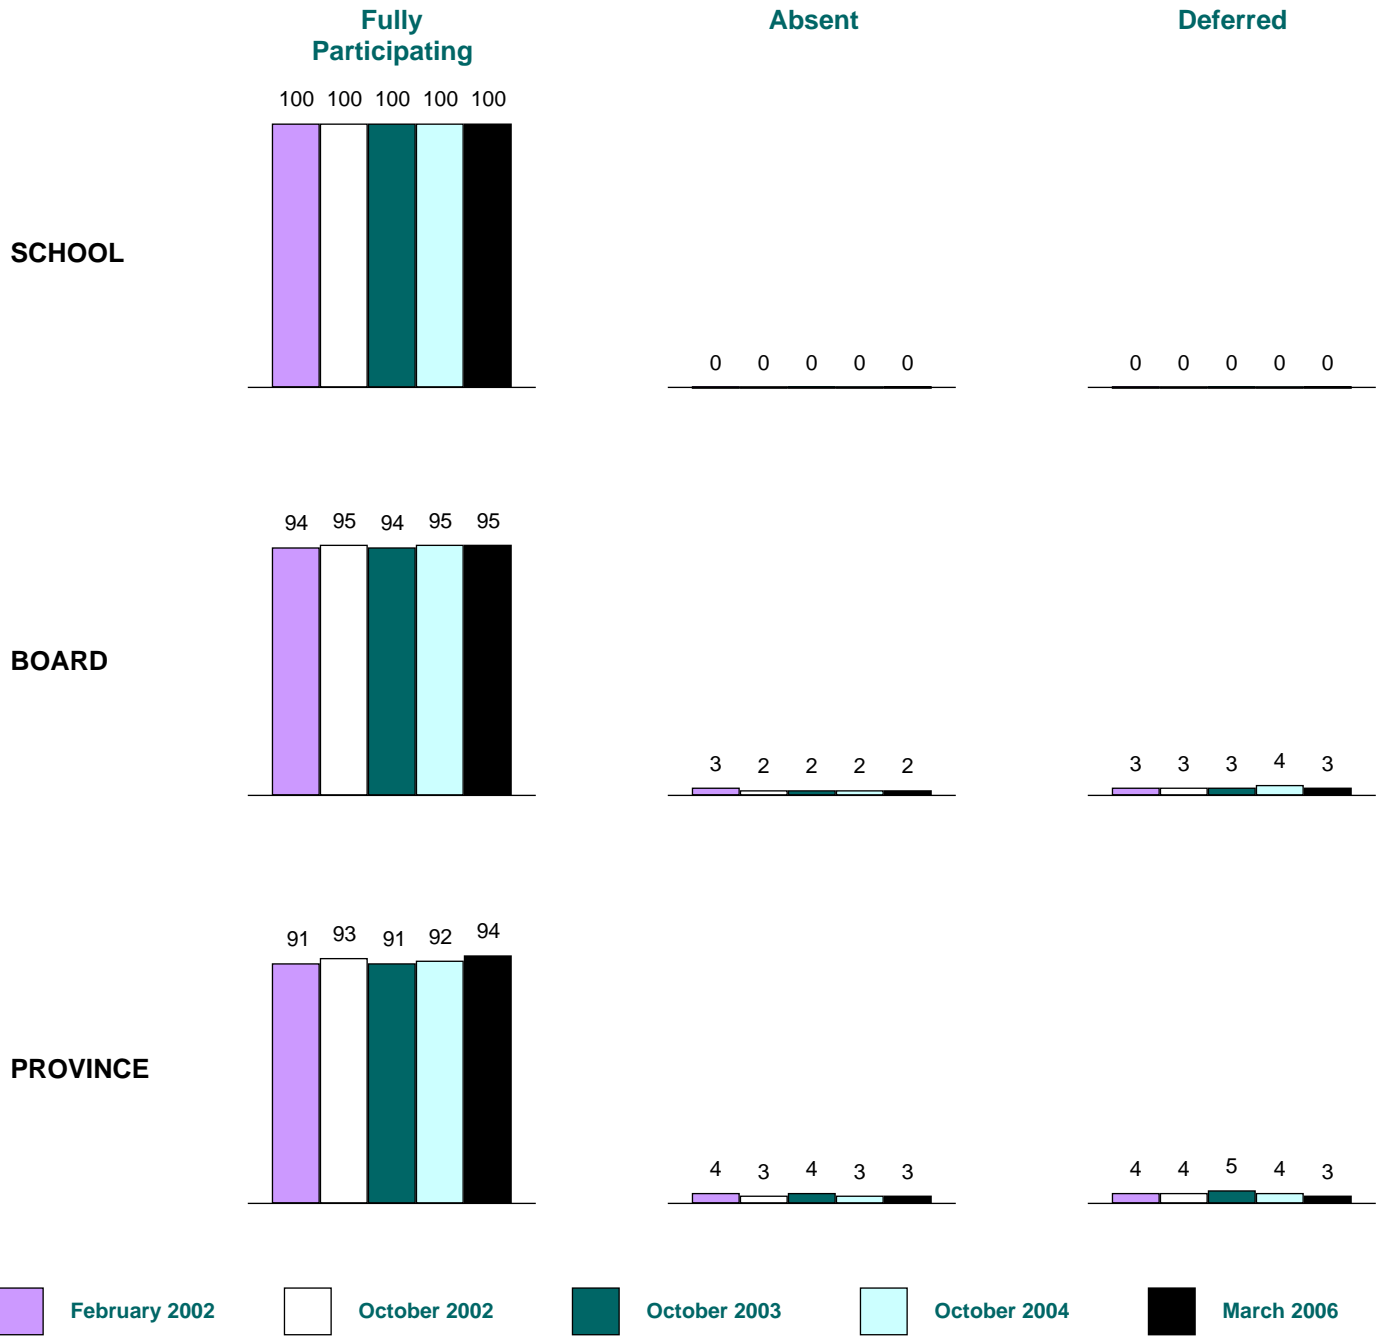 Fully
Participating
Absent
Deferred
100 100 100 100 100
SCHOOL
0 0 0 0 0
0 0 0 0 0
94 95 94 95 95
BOARD
3 2 2 2 2
3 3 3 4 3
91 93 91 92 94
PROVINCE
4 3 4 3 3
4 4 5 4 3
February 2002
October 2002
October 2003
October 2004
March 2006